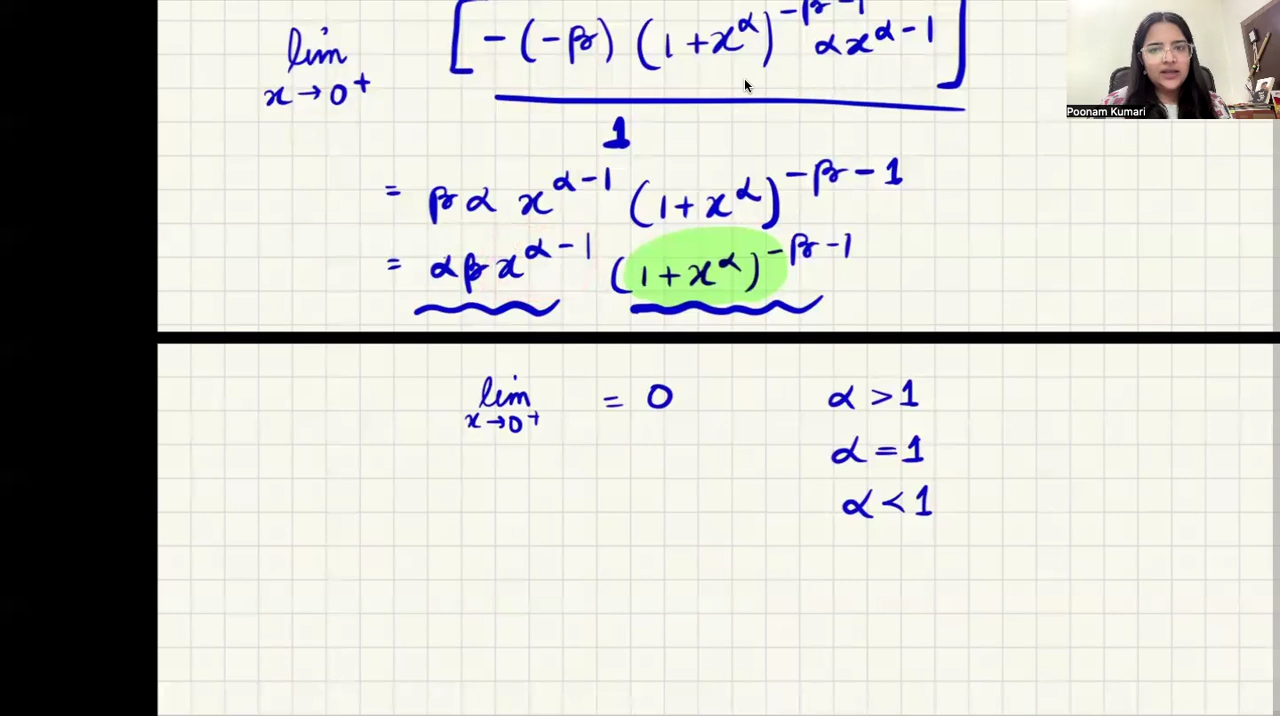 lim x→0⁺ [ -(-β) (1+x^α)^{-β-1} αx^{α-1} ]
1
Poonam Kumari
= βα x^{α-1} (1+x^α)^{-β-1}
= αβx^{α-1} (1+x^α)^{-β-1}
lim x→0⁺ = 0 α > 1
α = 1
α < 1